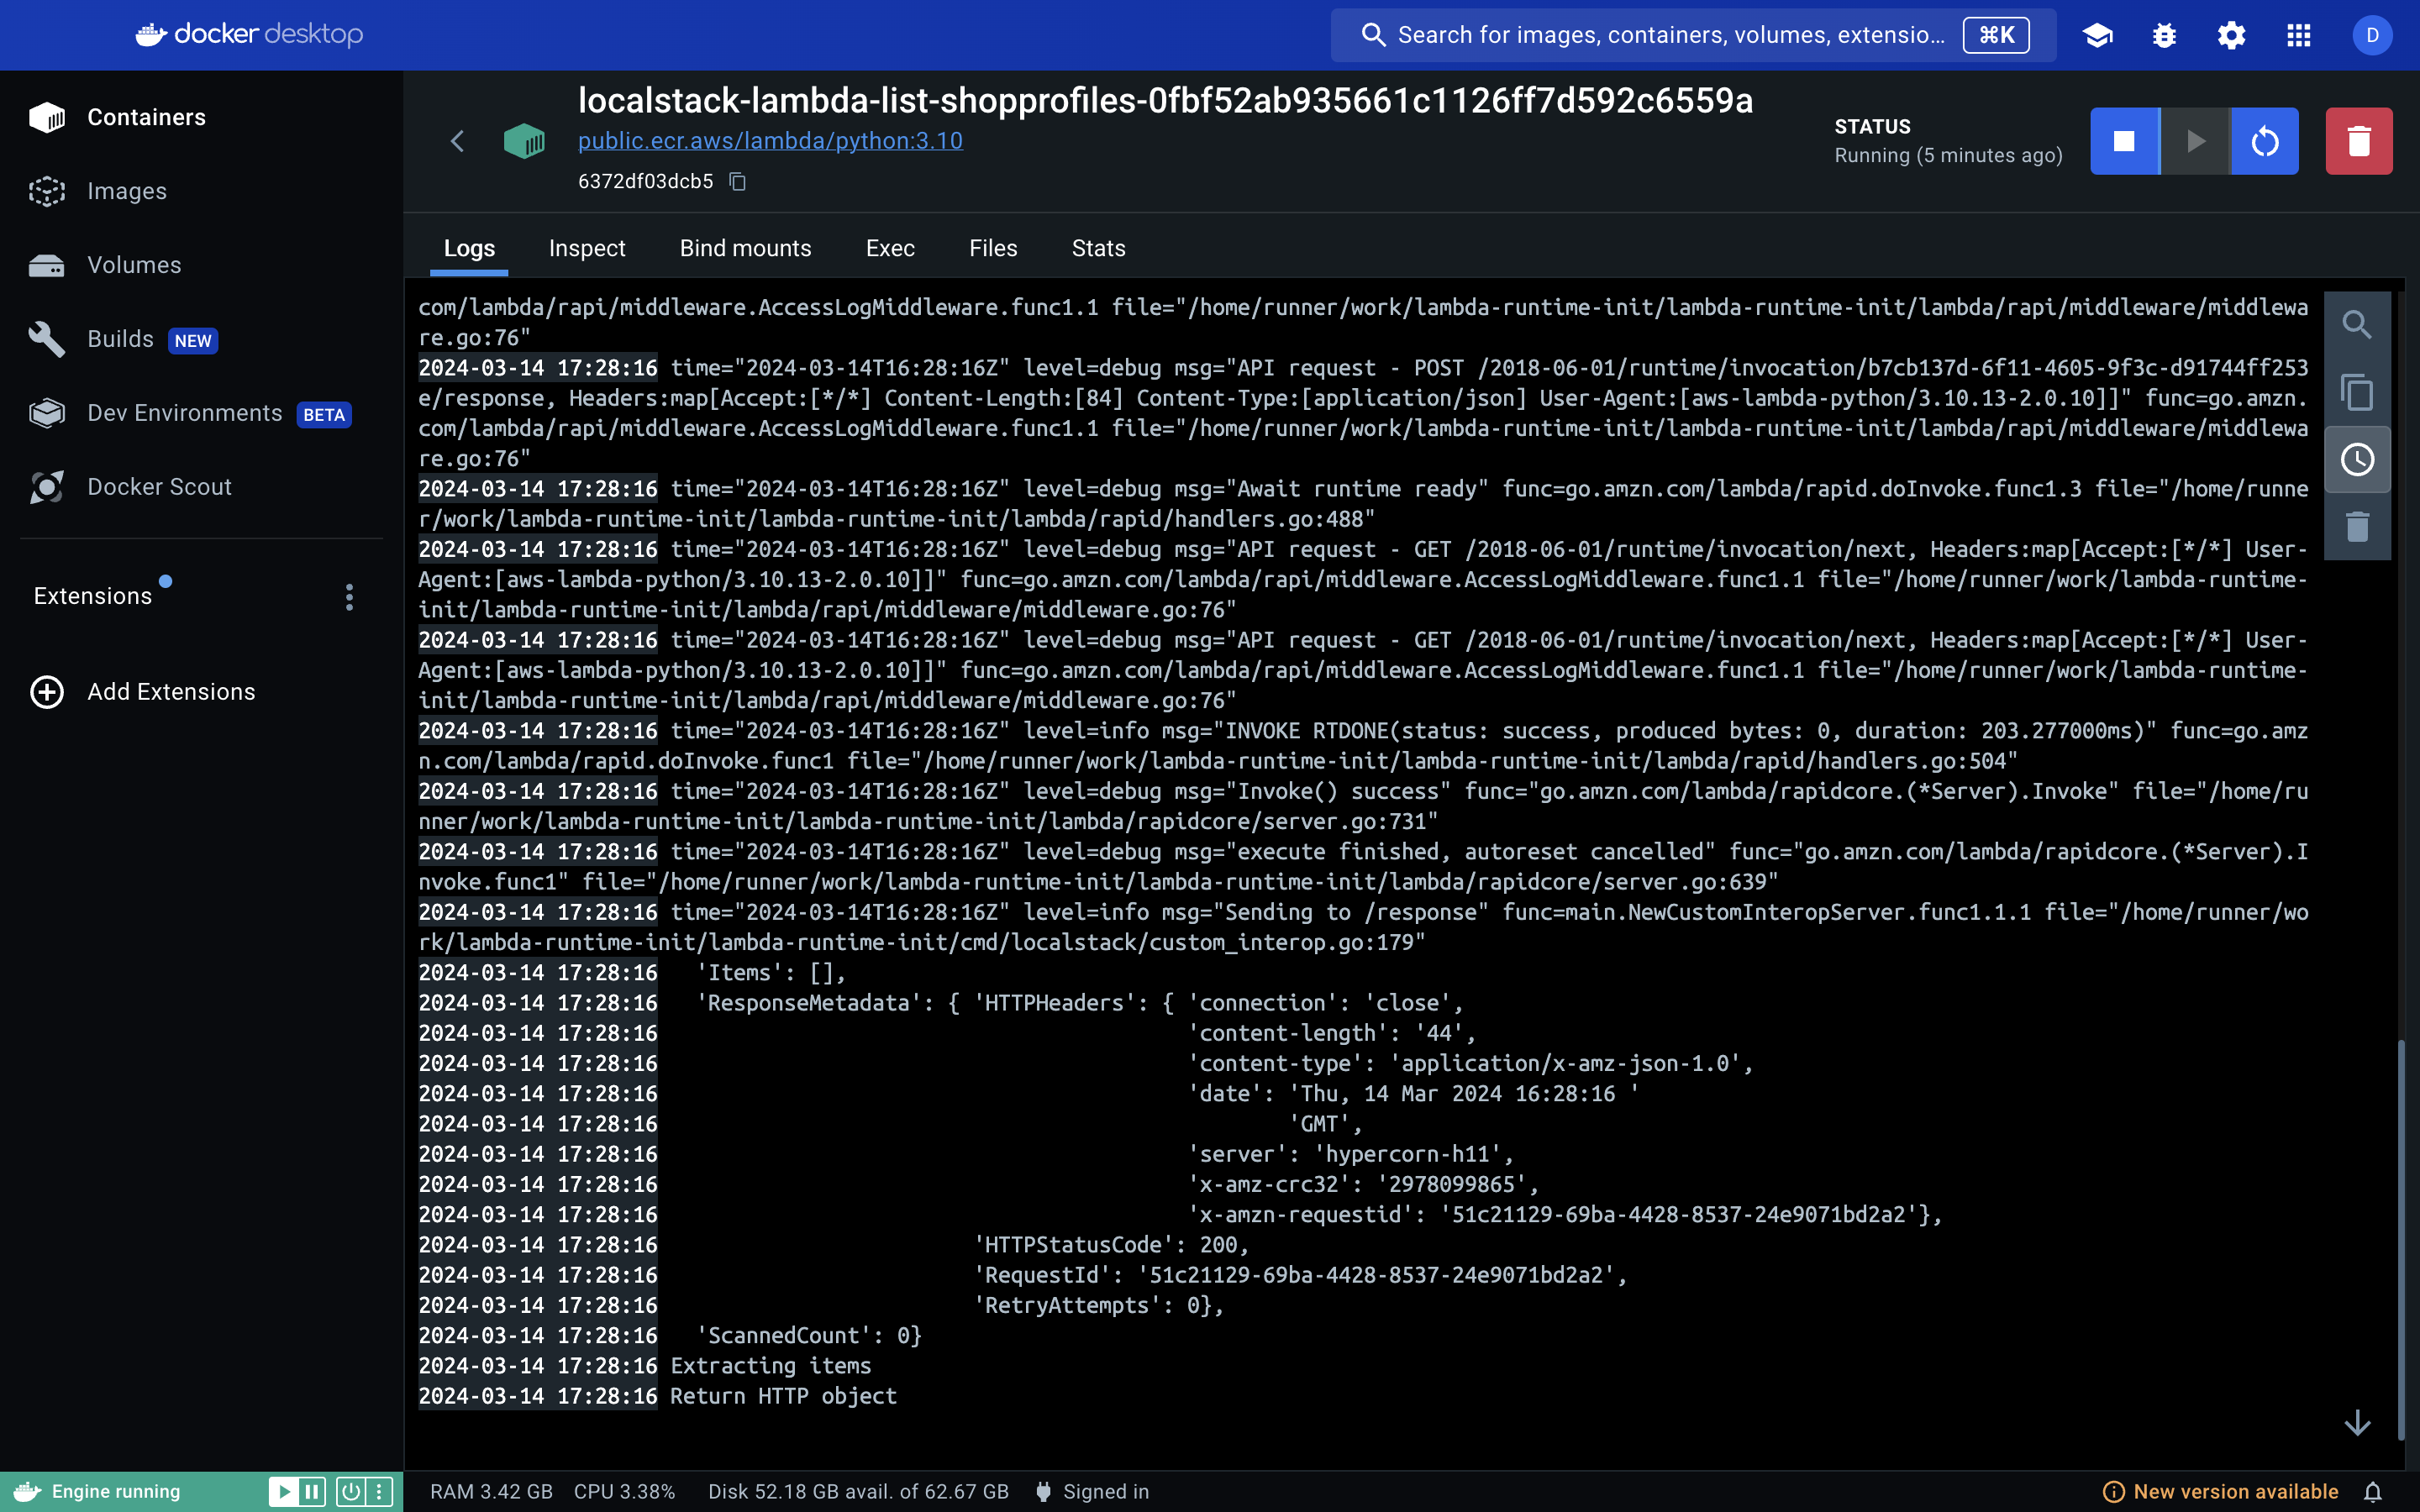 docker desktop
Search for images, containers, volumes, extensio... ⌘K
D
Containers
Images
Volumes
Builds NEW
Dev Environments BETA
Docker Scout
Extensions
Add Extensions
localstack-lambda-list-shopprofiles-0fbf52ab935661c1126ff7d592c6559a
public.ecr.aws/lambda/python:3.10
6372df03dcb5
STATUS
Running (5 minutes ago)
Logs Inspect Bind mounts Exec Files Stats
com/lambda/rapi/middleware.AccessLogMiddleware.func1.1 file="/home/runner/work/lambda-runtime-init/lambda-runtime-init/lambda/rapi/middleware/middlewa
re.go:76"
2024-03-14 17:28:16 time="2024-03-14T16:28:16Z" level=debug msg="API request - POST /2018-06-01/runtime/invocation/b7cb137d-6f11-4605-9f3c-d91744ff253
e/response, Headers:map[Accept:[*/*] Content-Length:[84] Content-Type:[application/json] User-Agent:[aws-lambda-python/3.10.13-2.0.10]]" func=go.amzn.
com/lambda/rapi/middleware.AccessLogMiddleware.func1.1 file="/home/runner/work/lambda-runtime-init/lambda-runtime-init/lambda/rapi/middleware/middlewa
re.go:76"
2024-03-14 17:28:16 time="2024-03-14T16:28:16Z" level=debug msg="Await runtime ready" func=go.amzn.com/lambda/rapid.doInvoke.func1.3 file="/home/runne
r/work/lambda-runtime-init/lambda-runtime-init/lambda/rapid/handlers.go:488"
2024-03-14 17:28:16 time="2024-03-14T16:28:16Z" level=debug msg="API request - GET /2018-06-01/runtime/invocation/next, Headers:map[Accept:[*/*] User-
Agent:[aws-lambda-python/3.10.13-2.0.10]]" func=go.amzn.com/lambda/rapi/middleware.AccessLogMiddleware.func1.1 file="/home/runner/work/lambda-runtime-
init/lambda-runtime-init/lambda/rapi/middleware/middleware.go:76"
2024-03-14 17:28:16 time="2024-03-14T16:28:16Z" level=debug msg="API request - GET /2018-06-01/runtime/invocation/next, Headers:map[Accept:[*/*] User-
Agent:[aws-lambda-python/3.10.13-2.0.10]]" func=go.amzn.com/lambda/rapi/middleware.AccessLogMiddleware.func1.1 file="/home/runner/work/lambda-runtime-
init/lambda-runtime-init/lambda/rapi/middleware/middleware.go:76"
2024-03-14 17:28:16 time="2024-03-14T16:28:16Z" level=info msg="INVOKE RTDONE(status: success, produced bytes: 0, duration: 203.277000ms)" func=go.amz
n.com/lambda/rapid.doInvoke.func1 file="/home/runner/work/lambda-runtime-init/lambda-runtime-init/lambda/rapid/handlers.go:504"
2024-03-14 17:28:16 time="2024-03-14T16:28:16Z" level=debug msg="Invoke() success" func="go.amzn.com/lambda/rapidcore.(*Server).Invoke" file="/home/ru
nner/work/lambda-runtime-init/lambda-runtime-init/lambda/rapidcore/server.go:731"
2024-03-14 17:28:16 time="2024-03-14T16:28:16Z" level=debug msg="execute finished, autoreset cancelled" func="go.amzn.com/lambda/rapidcore.(*Server).I
nvoke.func1" file="/home/runner/work/lambda-runtime-init/lambda-runtime-init/lambda/rapidcore/server.go:639"
2024-03-14 17:28:16 time="2024-03-14T16:28:16Z" level=info msg="Sending to /response" func=main.NewCustomInteropServer.func1.1.1 file="/home/runner/wo
rk/lambda-runtime-init/lambda-runtime-init/cmd/localstack/custom_interop.go:179"
2024-03-14 17:28:16 'Items': [],
2024-03-14 17:28:16 'ResponseMetadata': { 'HTTPHeaders': { 'connection': 'close',
2024-03-14 17:28:16 'content-length': '44',
2024-03-14 17:28:16 'content-type': 'application/x-amz-json-1.0',
2024-03-14 17:28:16 'date': 'Thu, 14 Mar 2024 16:28:16 '
2024-03-14 17:28:16 'GMT',
2024-03-14 17:28:16 'server': 'hypercorn-h11',
2024-03-14 17:28:16 'x-amz-crc32': '2978099865',
2024-03-14 17:28:16 'x-amzn-requestid': '51c21129-69ba-4428-8537-24e9071bd2a2'},
2024-03-14 17:28:16 'HTTPStatusCode': 200,
2024-03-14 17:28:16 'RequestId': '51c21129-69ba-4428-8537-24e9071bd2a2',
2024-03-14 17:28:16 'RetryAttempts': 0},
2024-03-14 17:28:16 'ScannedCount': 0}
2024-03-14 17:28:16 Extracting items
2024-03-14 17:28:16 Return HTTP object
Engine running
RAM 3.42 GB CPU 3.38% Disk 52.18 GB avail. of 62.67 GB Signed in
New version available